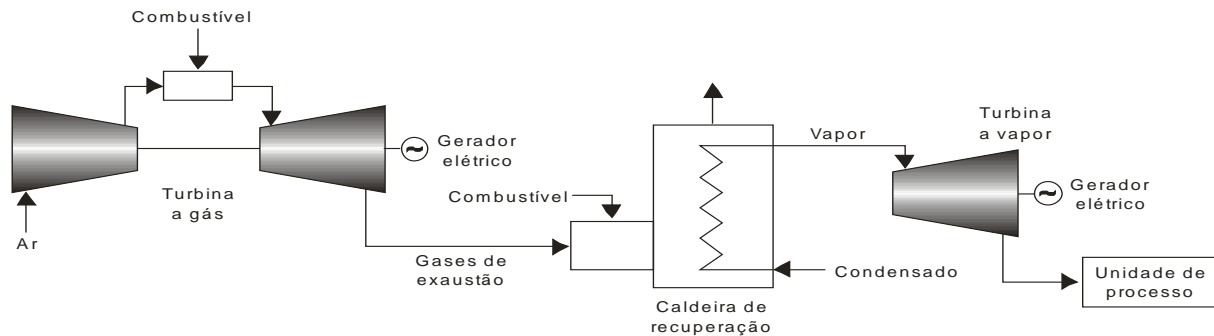 Combustível
Gerador
elétrico
Turbina
a gás
Ar
Gases de
exaustão
Combustível
Caldeira de
recuperação
Vapor
Condensado
Turbina
a vapor
Gerador
elétrico
Unidade de
processo